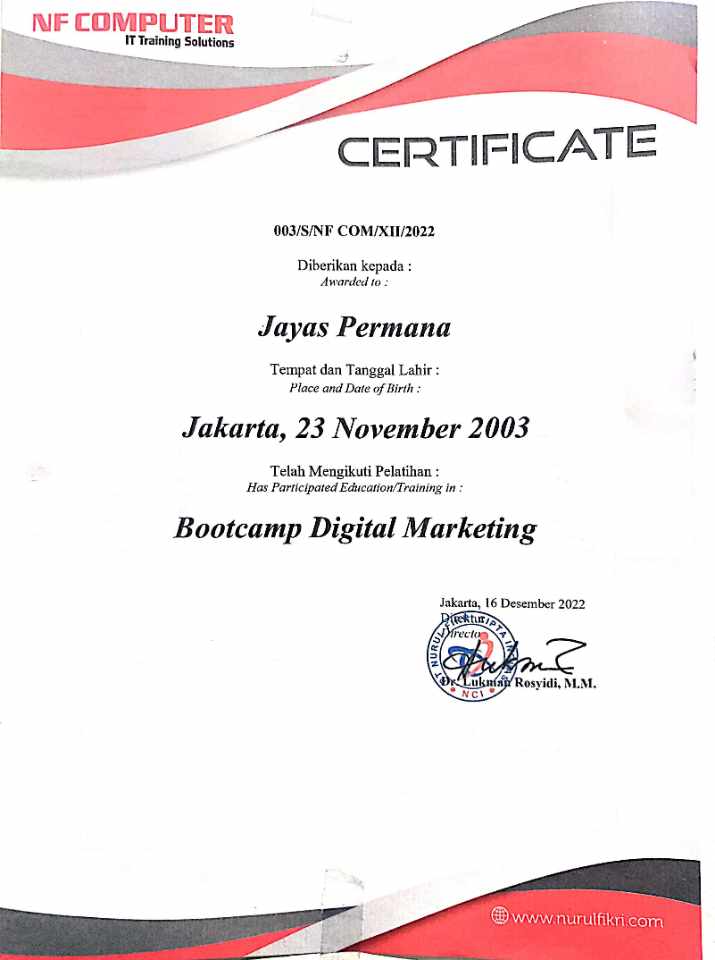 NF COMPUTER
IT Training Solutions
CERTIFICATE
003/S/NF COM/XII/2022
Diberikan kepada :
Awarded to :
Jayas Permana
Tempat dan Tanggal Lahir :
Place and Date of Birth :
Jakarta, 23 November 2003
Telah Mengikuti Pelatihan :
Has Participated Education/Training in :
Bootcamp Digital Marketing
Jakarta, 16 Desember 2022
Direktur
Director
NURUL FIKRI CIPTA
NCI
Dr. Lukman Rosyidi, M.M.
www.nurulfikri.com